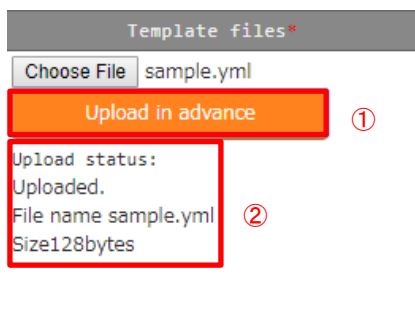 Template files*
Choose File sample.yml
Upload in advance
①
Upload status:
Uploaded.
File name sample.yml
②
Size128bytes